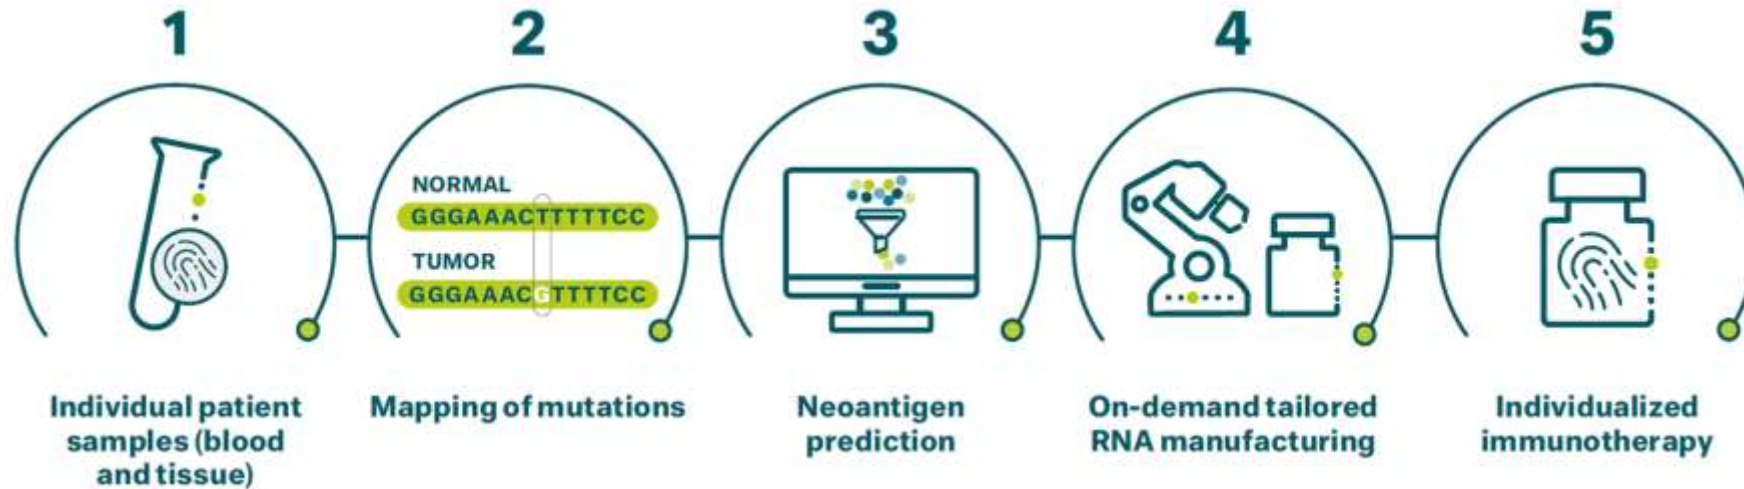 1
2
3
4
5
NORMAL
GGGAAACTTTTTCC
TUMOR
GGGAAACGTTTTCC
Individual patient
samples (blood
and tissue)
Mapping of mutations
Neoantigen
prediction
On-demand tailored
RNA manufacturing
Individualized
immunotherapy